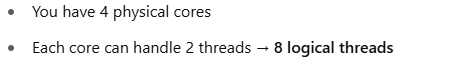 You have 4 physical cores
Each core can handle 2 threads → 8 logical threads